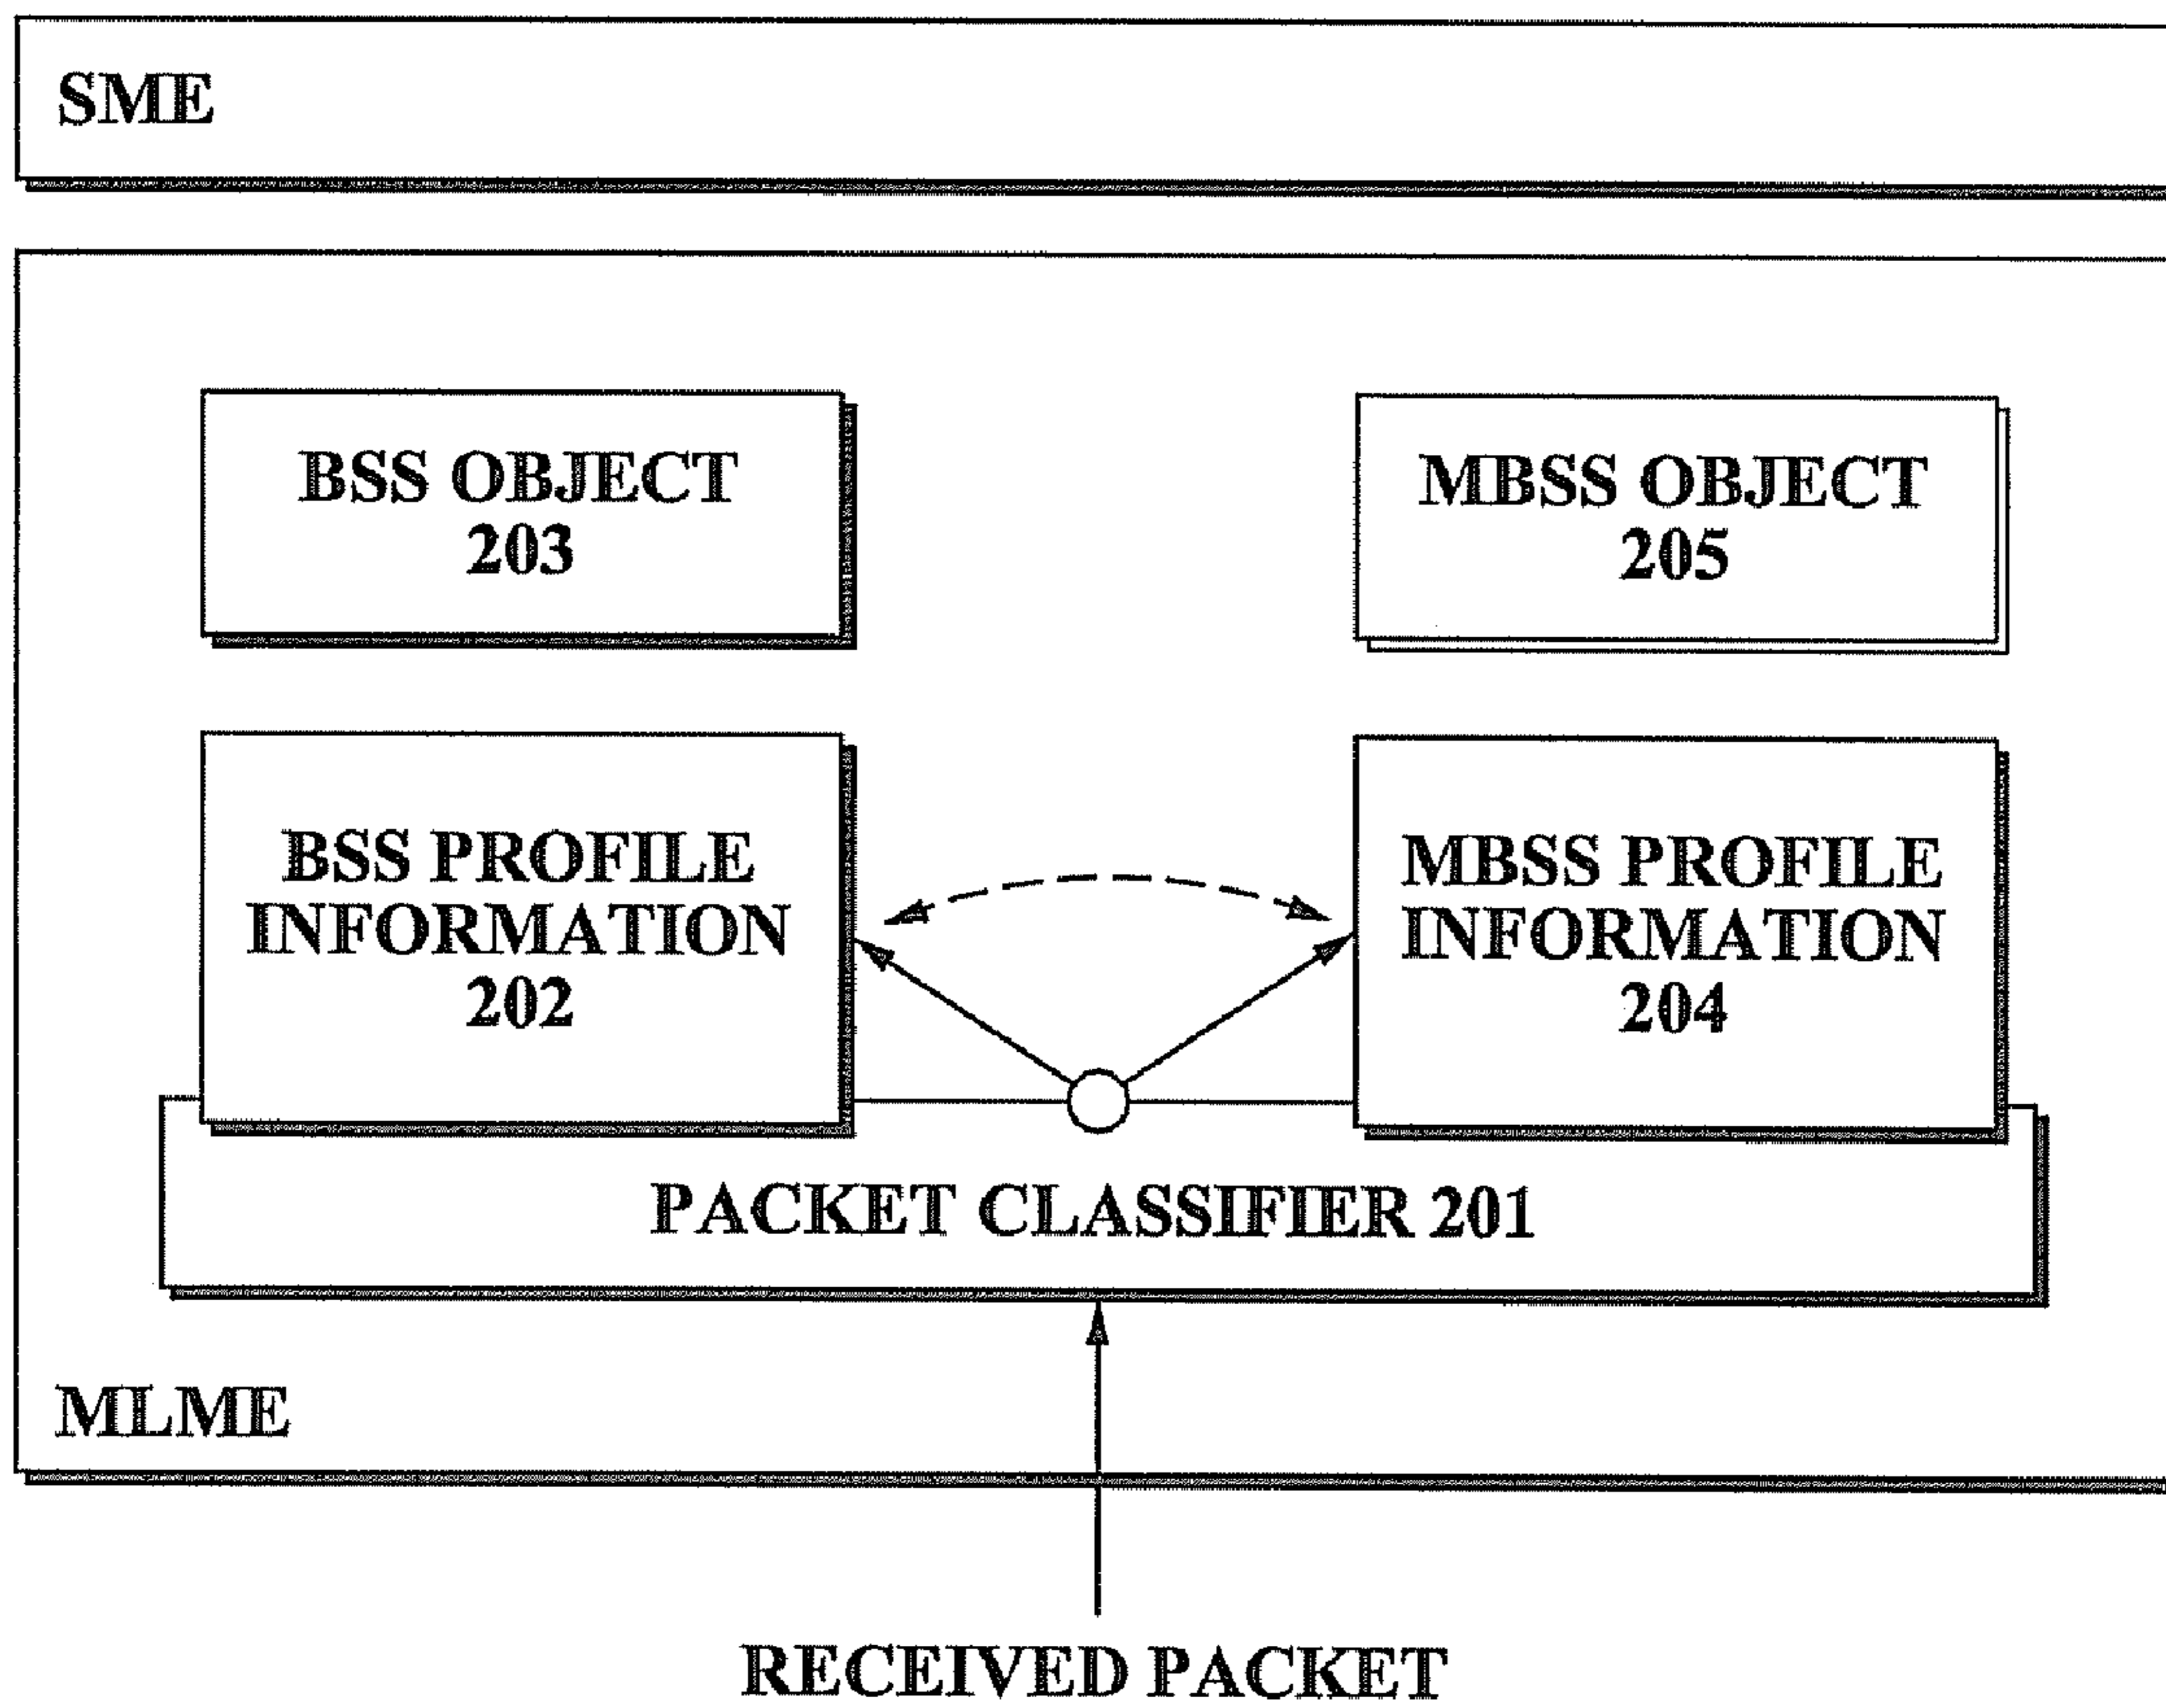 SME
BSS OBJECT
203
MBSS OBJECT
205
BSS PROFILE
INFORMATION
202
MBSS PROFILE
INFORMATION
204
PACKET CLASSIFIER 201
MLME
RECEIVED PACKET